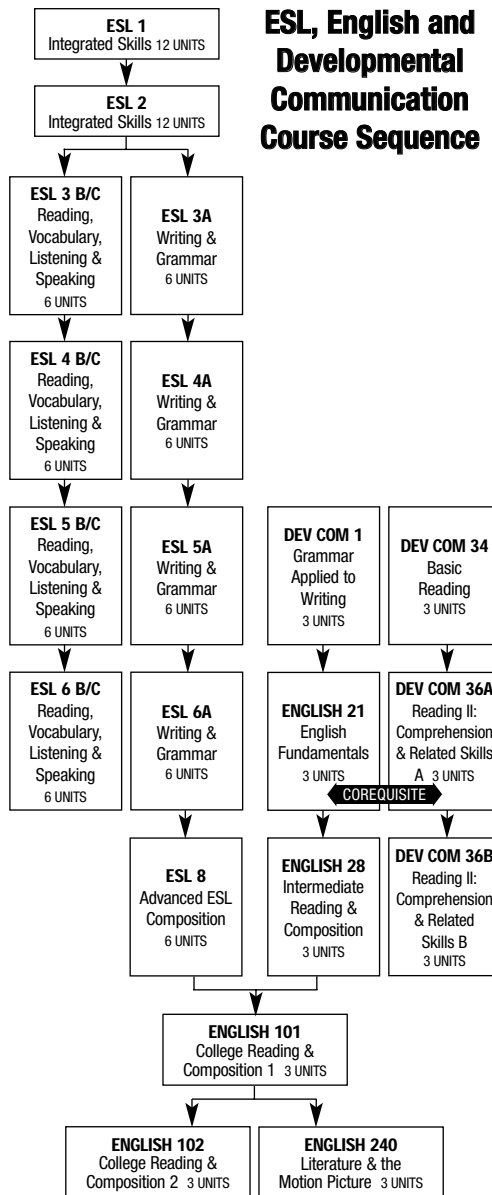 ESL, English and
Developmental
Communication
Course Sequence
ESL 1
Integrated Skills 12 UNITS
ESL 2
Integrated Skills 12 UNITS
ESL 3 B/C
Reading,
Vocabulary,
Listening &
Speaking
6 UNITS
ESL 3A
Writing &
Grammar
6 UNITS
ESL 4 B/C
Reading,
Vocabulary,
Listening &
Speaking
6 UNITS
ESL 4A
Writing &
Grammar
6 UNITS
ESL 5 B/C
Reading,
Vocabulary,
Listening &
Speaking
6 UNITS
ESL 5A
Writing &
Grammar
6 UNITS
DEV COM 1
Grammar
Applied to
Writing
3 UNITS
DEV COM 34
Basic
Reading
3 UNITS
ESL 6 B/C
Reading,
Vocabulary,
Listening &
Speaking
6 UNITS
ESL 6A
Writing &
Grammar
6 UNITS
ENGLISH 21
English
Fundamentals
3 UNITS
DEV COM 36A
Reading II:
Comprehension
& Related Skills
A 3 UNITS
COREQUISITE
ESL 8
Advanced ESL
Composition
6 UNITS
ENGLISH 28
Intermediate
Reading &
Composition
3 UNITS
DEV COM 36B
Reading II:
Comprehension
& Related
Skills B
3 UNITS
ENGLISH 101
College Reading &
Composition 1 3 UNITS
ENGLISH 102
College Reading &
Composition 2 3 UNITS
ENGLISH 240
Literature & the
Motion Picture 3 UNITS